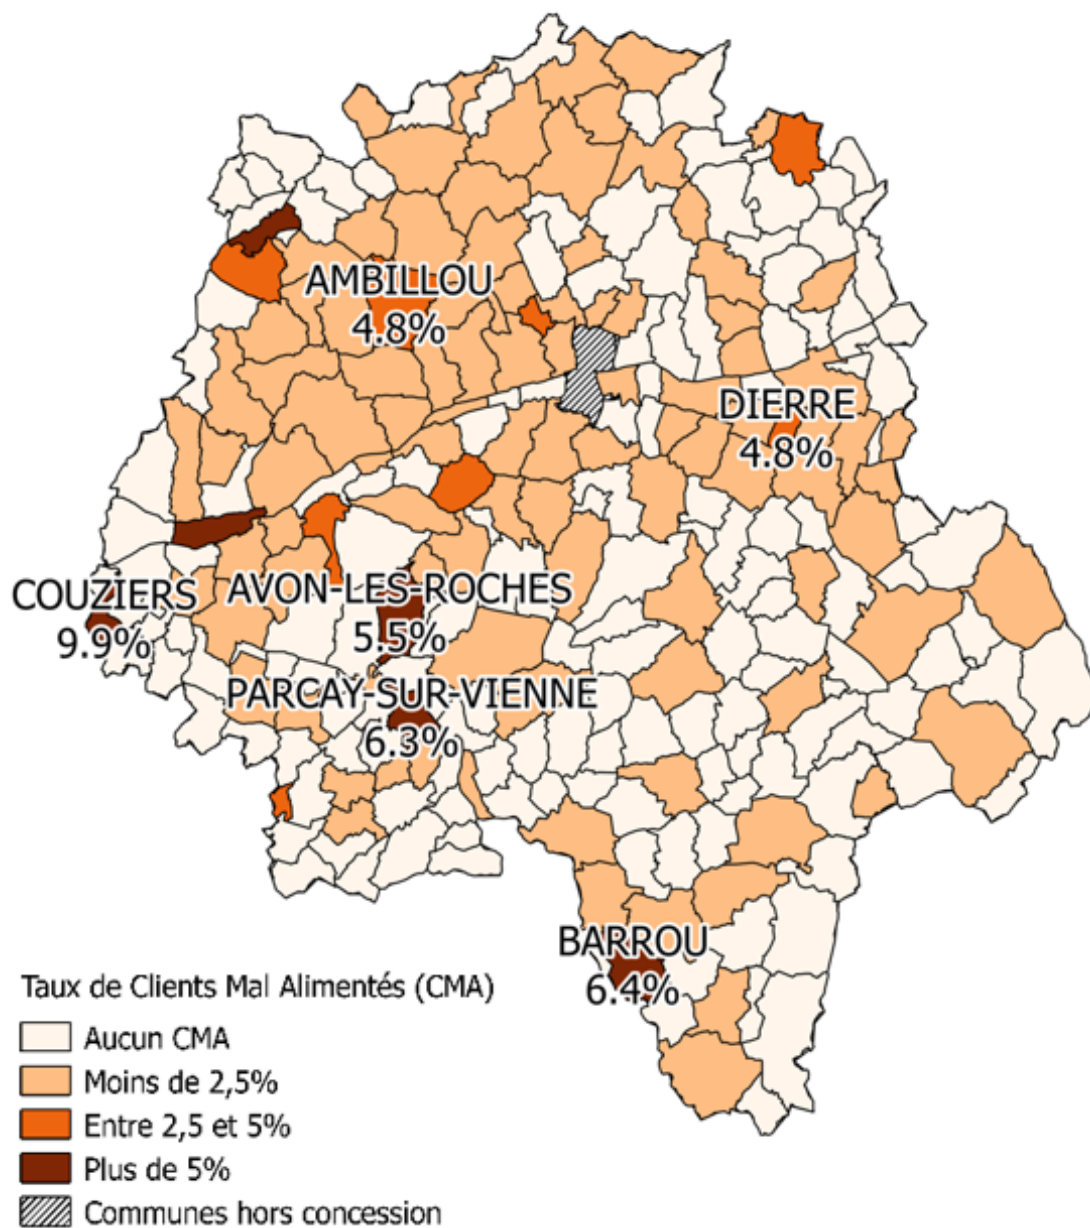 AMBILLOU
4.8%
DIERRE
4.8%
COUZIERS
9.9%
AVON-LES-ROCHES
5.5%
PARCAY-SUR-VIENNE
6.3%
BARROU
6.4%
Taux de Clients Mal Alimentés (CMA)
Aucun CMA
Moins de 2,5%
Entre 2,5 et 5%
Plus de 5%
Communes hors concession